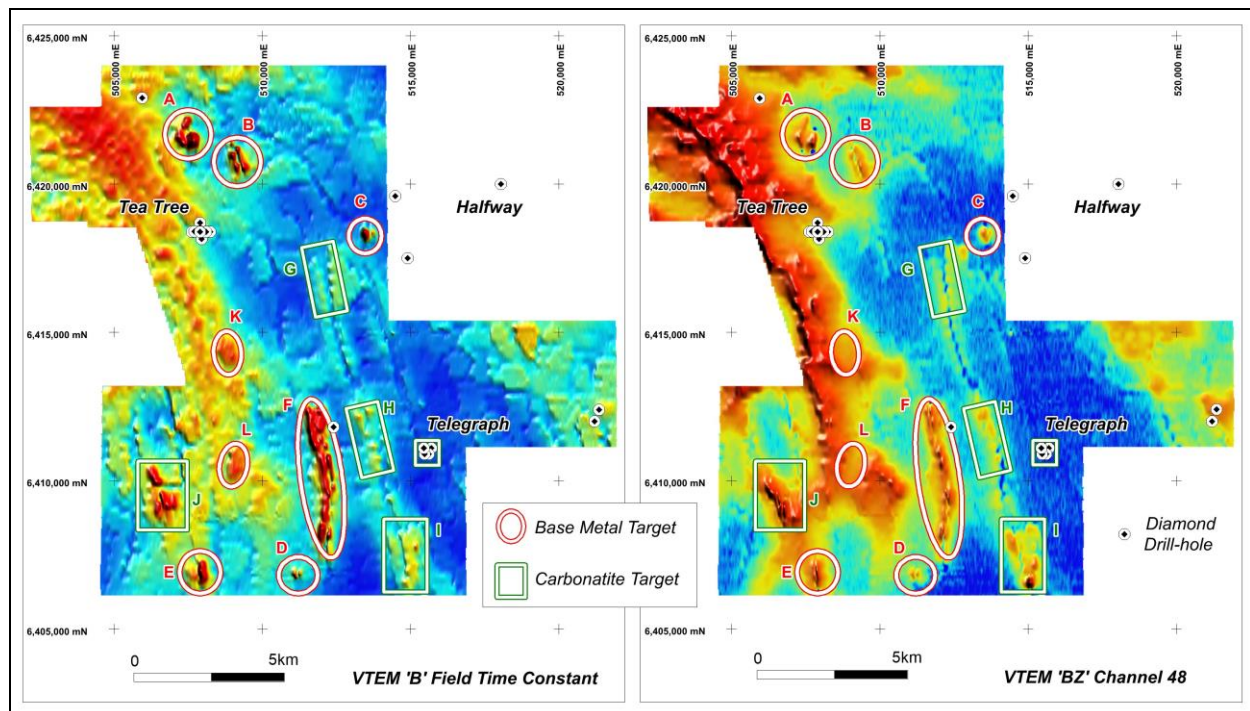 6,425,000 mN
505,000 mE
510,000 mE
515,000 mE
520,000 mE
A
B
6,420,000 mN
Tea Tree
C
Halfway
G
K
6,415,000 mN
F
H
Telegraph
L
6,410,000 mN
J
I
E
D
6,405,000 mN
0
5km
VTEM 'B' Field Time Constant
Base Metal Target
Carbonatite Target
6,425,000 mN
505,000 mE
510,000 mE
515,000 mE
520,000 mE
A
B
6,420,000 mN
Tea Tree
C
Halfway
G
K
6,415,000 mN
F
H
Telegraph
L
6,410,000 mN
J
I
E
D
Diamond
Drill-hole
6,405,000 mN
0
5km
VTEM 'BZ' Channel 48